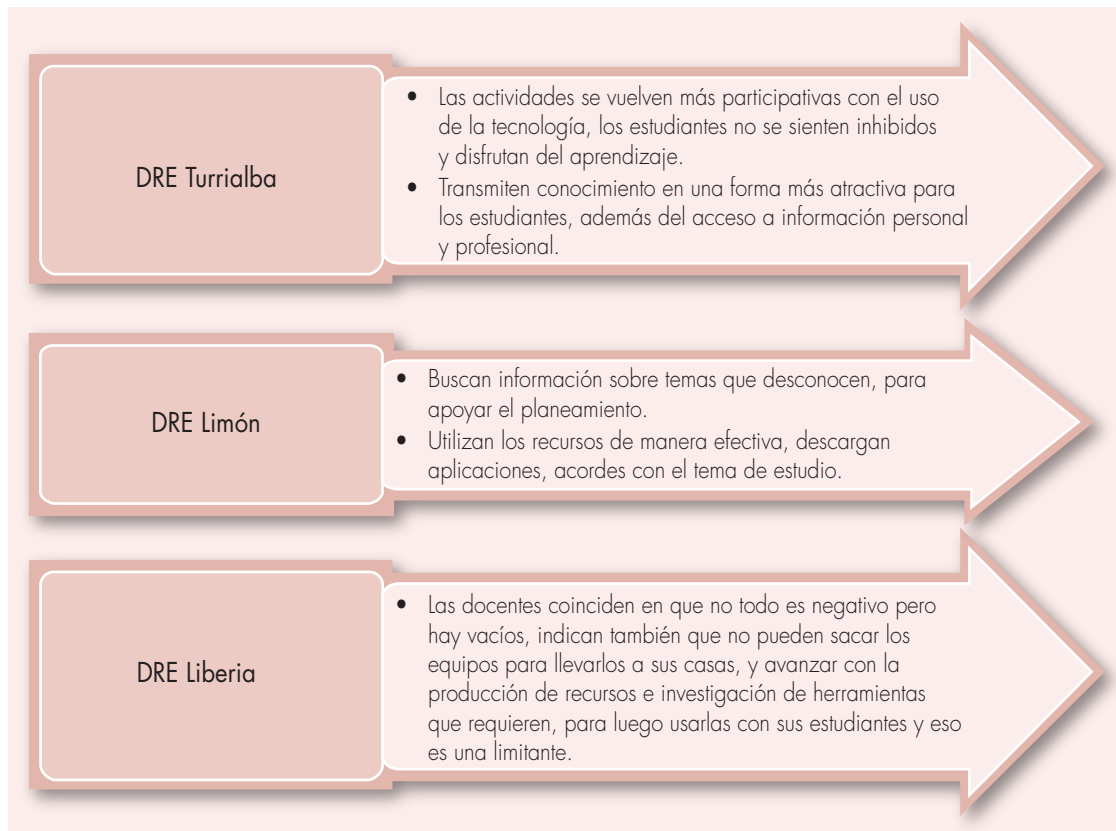 DRE Turrialba
• Las actividades se vuelven más participativas con el uso
de la tecnología, los estudiantes no se sienten inhibidos
y disfrutan del aprendizaje.
• Transmiten conocimiento en una forma más atractiva para
los estudiantes, además del acceso a información personal
y profesional.
DRE Limón
• Buscan información sobre temas que desconocen, para
apoyar el planeamiento.
• Utilizan los recursos de manera efectiva, descargan
aplicaciones, acordes con el tema de estudio.
DRE Liberia
• Las docentes coinciden en que no todo es negativo pero
hay vacíos, indican también que no pueden sacar los
equipos para llevarlos a sus casas, y avanzar con la
producción de recursos e investigación de herramientas
que requieren, para luego usarlas con sus estudiantes y eso
es una limitante.